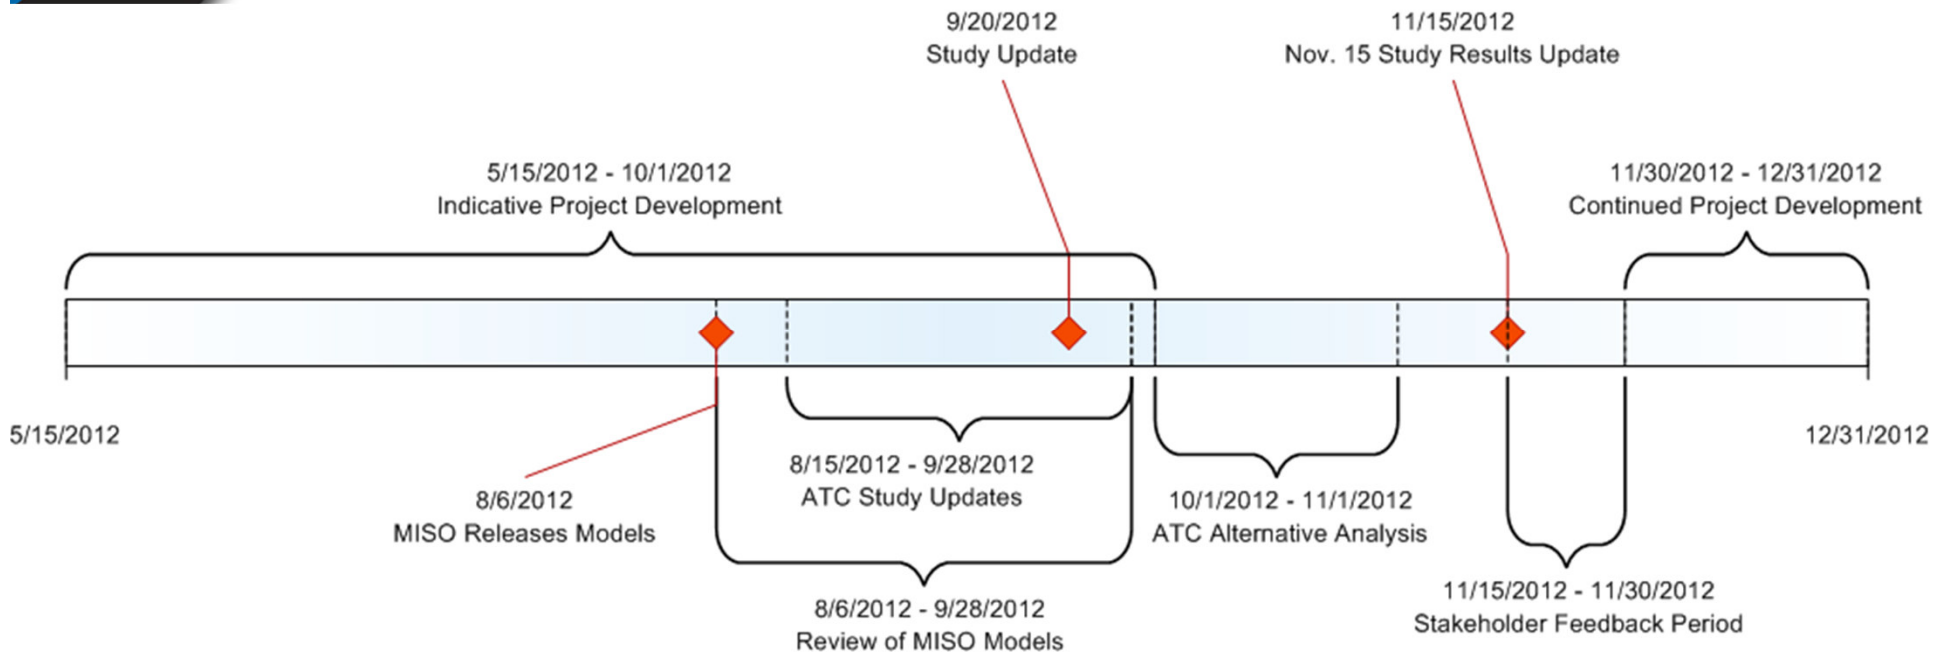 9/20/2012
Study Update
11/15/2012
Nov. 15 Study Results Update
5/15/2012 - 10/1/2012
Indicative Project Development
11/30/2012 - 12/31/2012
Continued Project Development
5/15/2012
12/31/2012
8/6/2012
MISO Releases Models
8/15/2012 - 9/28/2012
ATC Study Updates
10/1/2012 - 11/1/2012
ATC Alternative Analysis
8/6/2012 - 9/28/2012
Review of MISO Models
11/15/2012 - 11/30/2012
Stakeholder Feedback Period